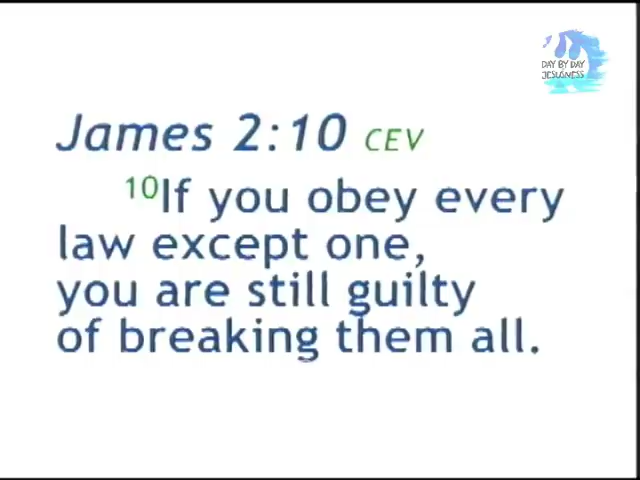 DAY BY DAY
JESUSNESS
James 2:10 CEV
10If you obey every
law except one,
you are still guilty
of breaking them all.